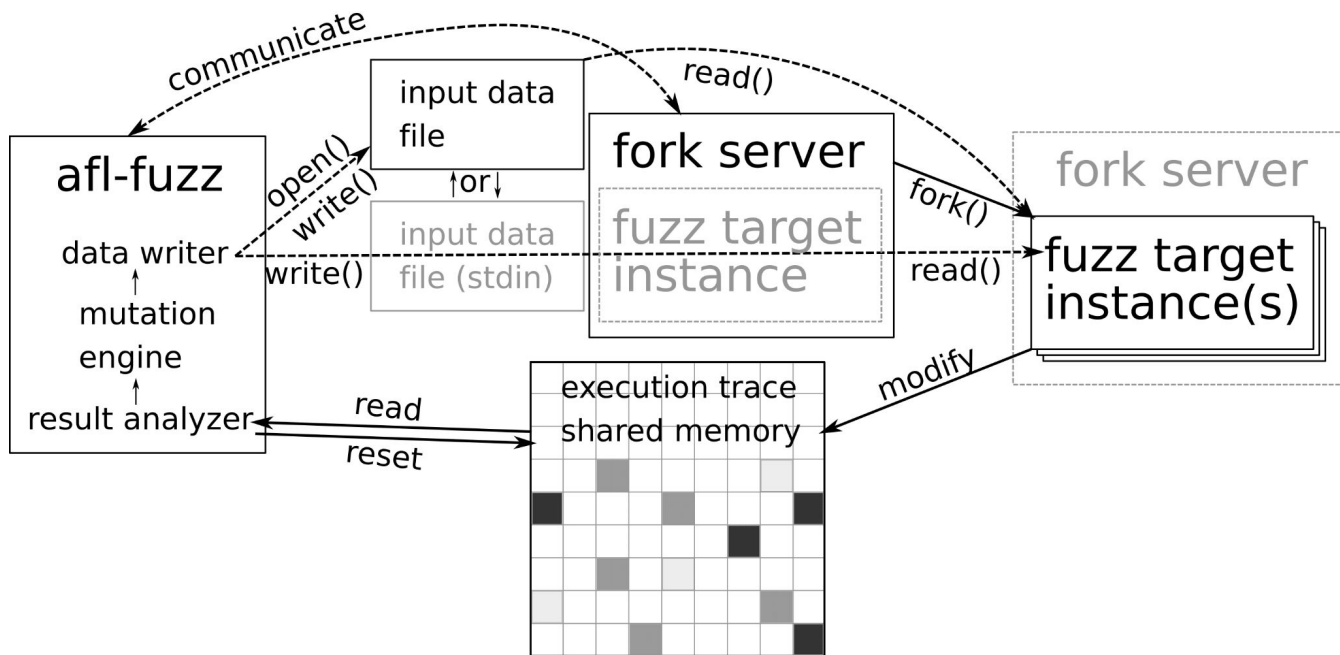 communicate
read()
input data
file
fork server
fork server
afl-fuzz
open()
write()
or
fork()
input data
file (stdin)
fuzz target
instance
data writer
write()
read()
fuzz target
instance(s)
mutation
engine
result analyzer
read
reset
execution trace
shared memory
modify